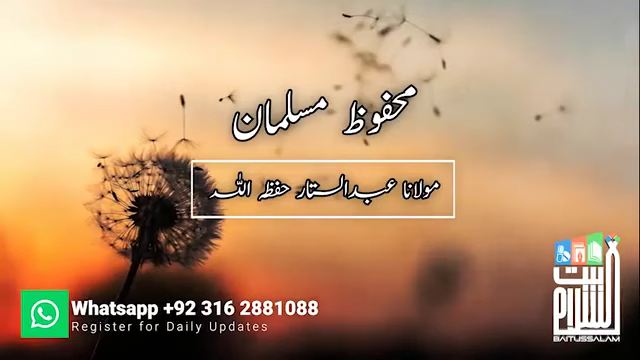 محفوظ مسلمان
مولانا عبدالستار حفظہ اللہ
Whatsapp +92 316 2881088
Register for Daily Updates
بیت السلام
BAITUSSALAM